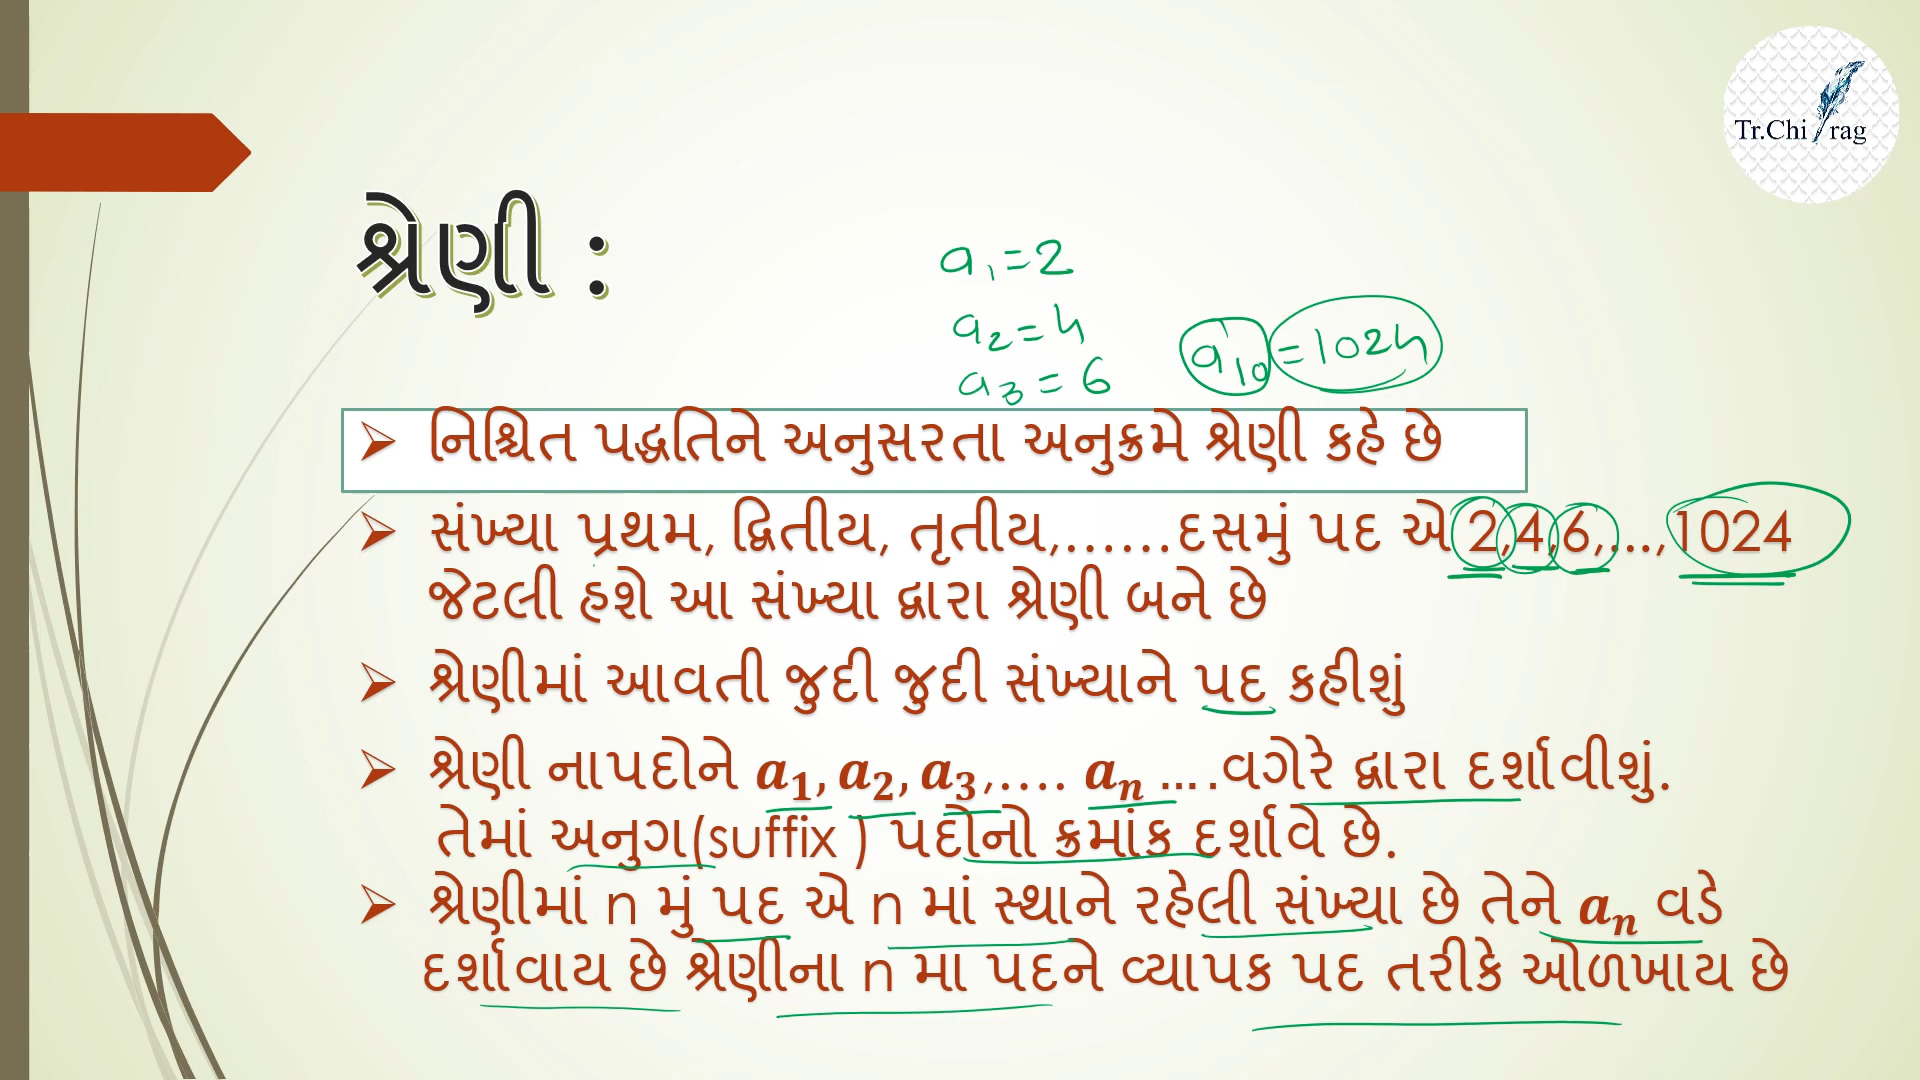 Tr.Chirag
શ્રેણી :
a₁ = 2
a₂ = 4
a₃ = 6
a₁₀ = 1024
નિશ્ચિત પદ્ધતિને અનુસરતા અનુક્રમે શ્રેણી કહે છે
સંખ્યા પ્રથમ, દ્વિતીય, તૃતીય,......દસમું પદ એ 2,4,6,...,1024
જેટલી હશે આ સંખ્યા દ્વારા શ્રેણી બને છે
શ્રેણીમાં આવતી જુદી જુદી સંખ્યાને પદ કહીશું
શ્રેણી નાપદોને a₁, a₂, a₃,.... aₙ ....વગેરે દ્વારા દર્શાવીશું.
તેમાં અનુગ(suffix ) પદોનો ક્રમાંક દર્શાવે છે.
શ્રેણીમાં n મું પદ એ n માં સ્થાને રહેલી સંખ્યા છે તેને aₙ વડે
દર્શાવાય છે શ્રેણીના n મા પદને વ્યાપક પદ તરીકે ઓળખાય છે